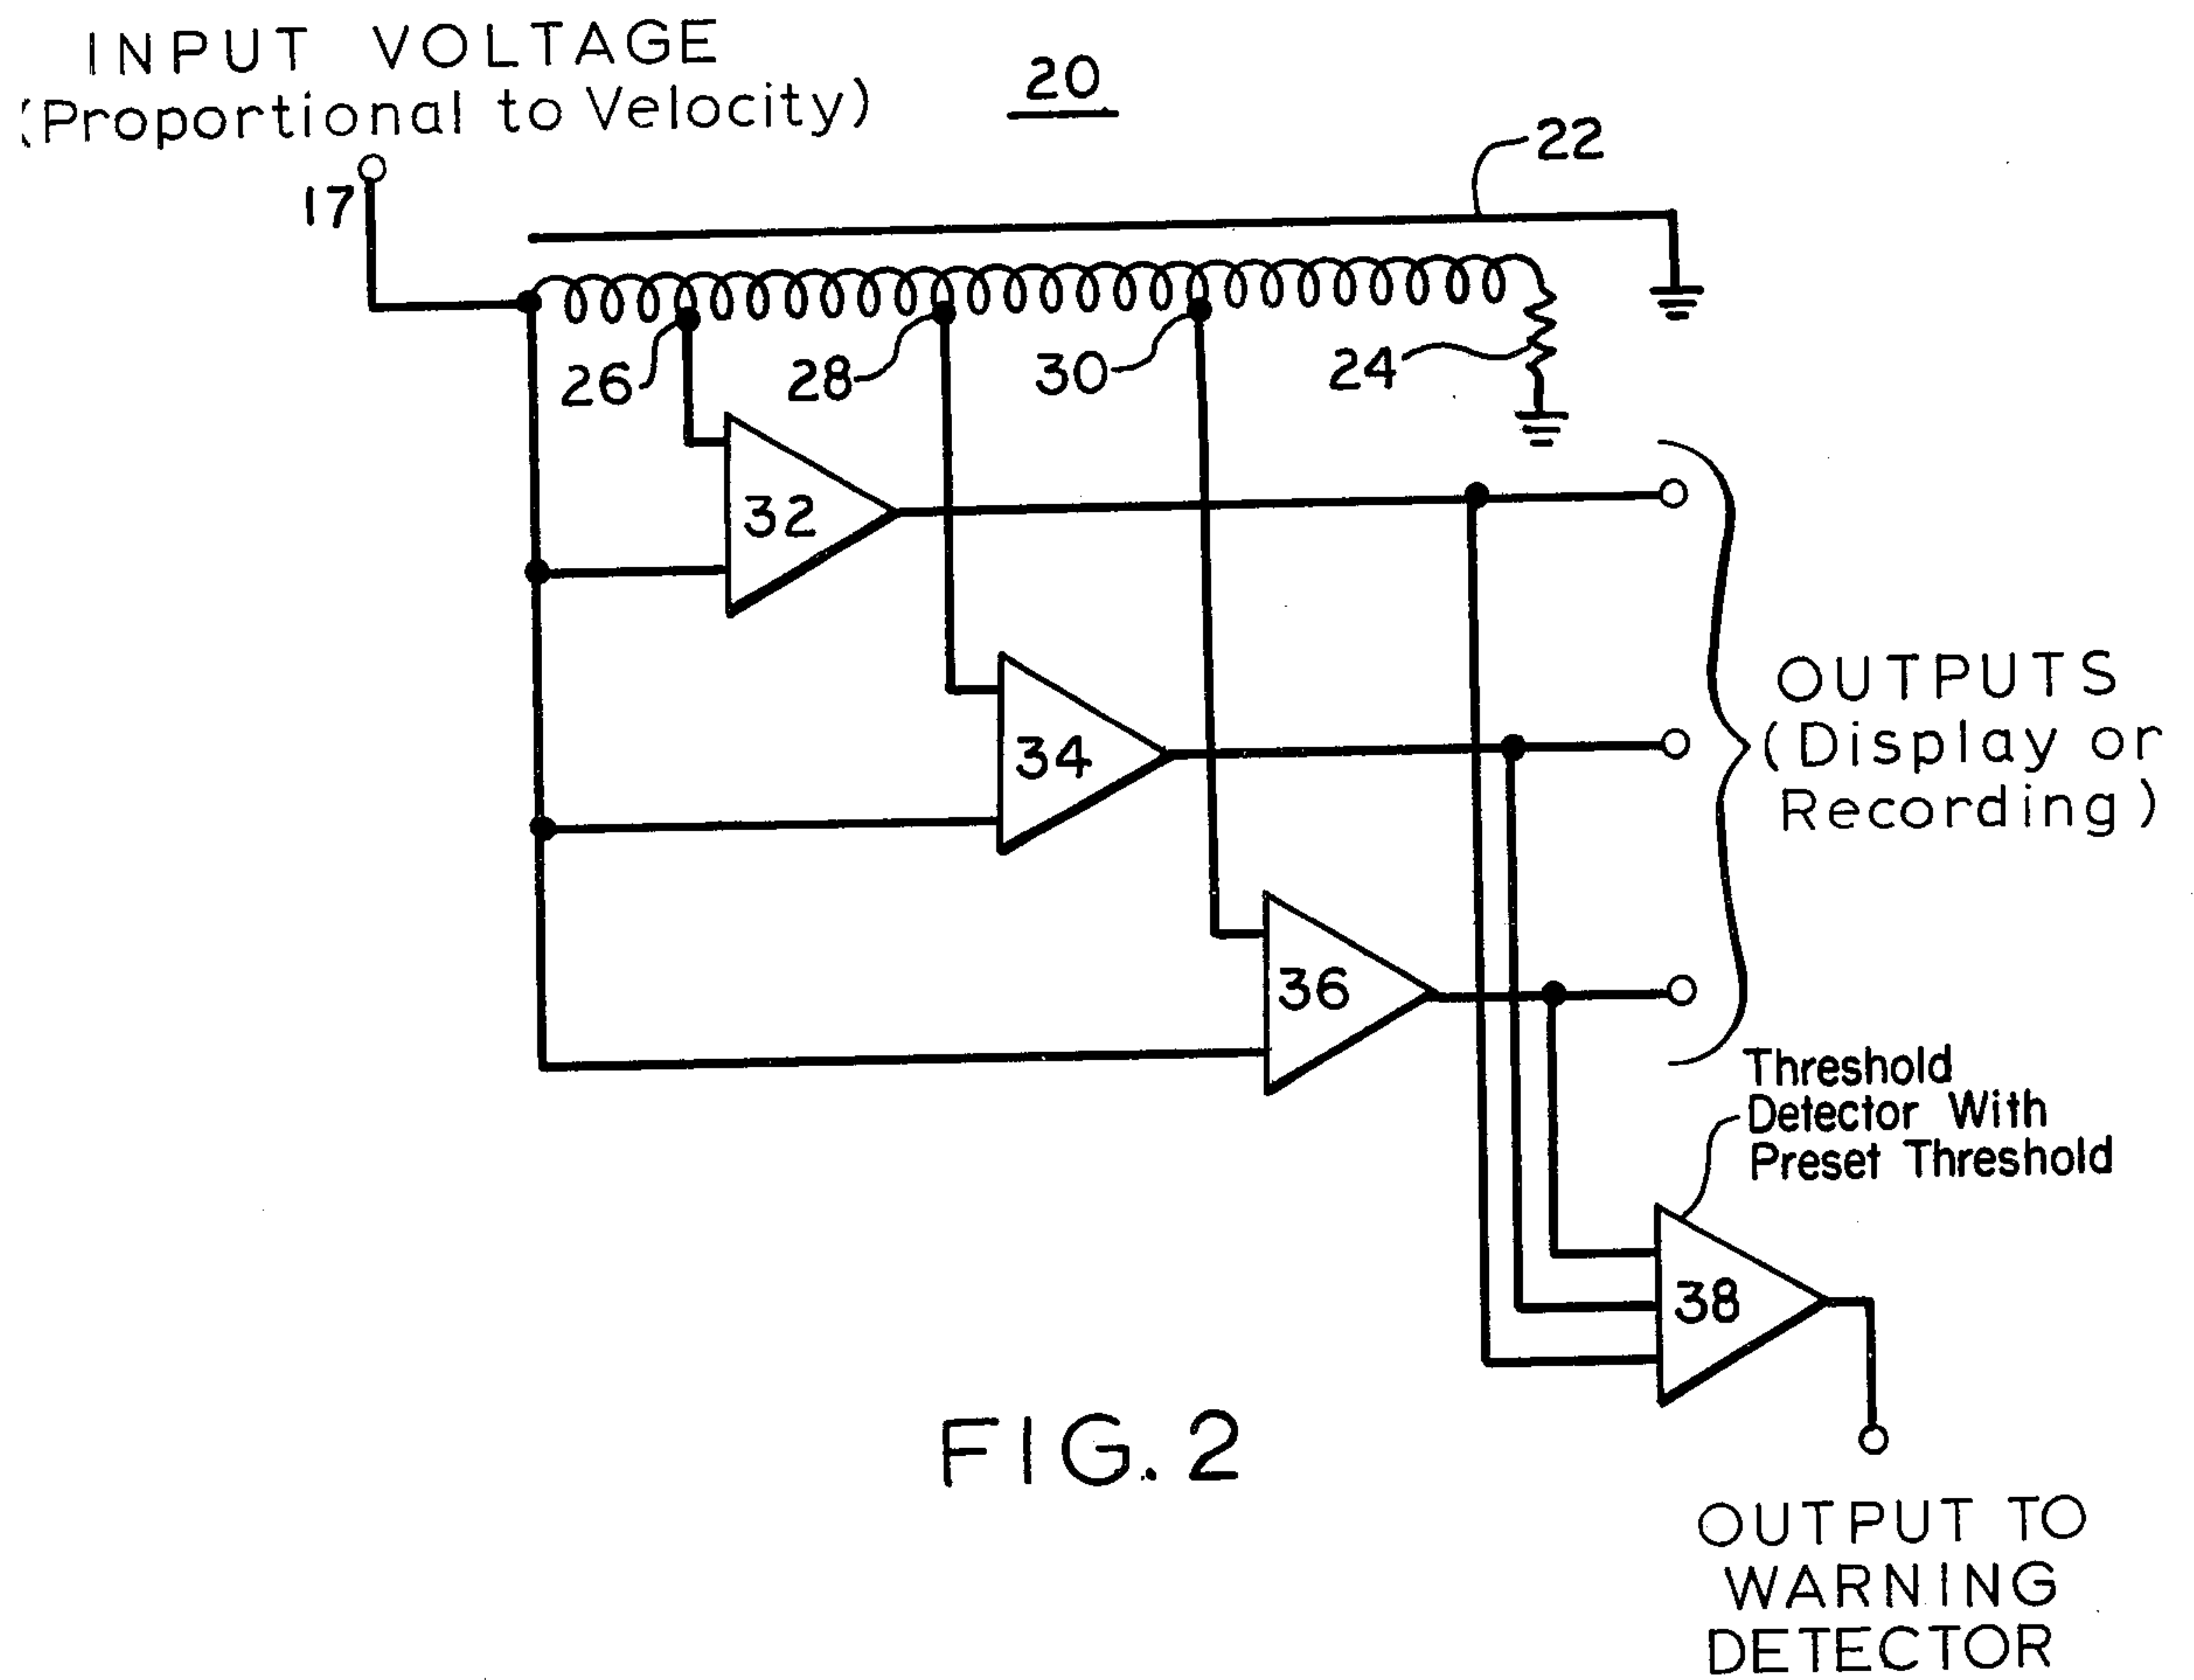 INPUT VOLTAGE
(Proportional to Velocity)
20
22
17
26
28
30
24
32
34
36
OUTPUTS
(Display or
Recording)
Threshold
Detector With
Preset Threshold
38
FIG. 2
OUTPUT TO
WARNING
DETECTOR